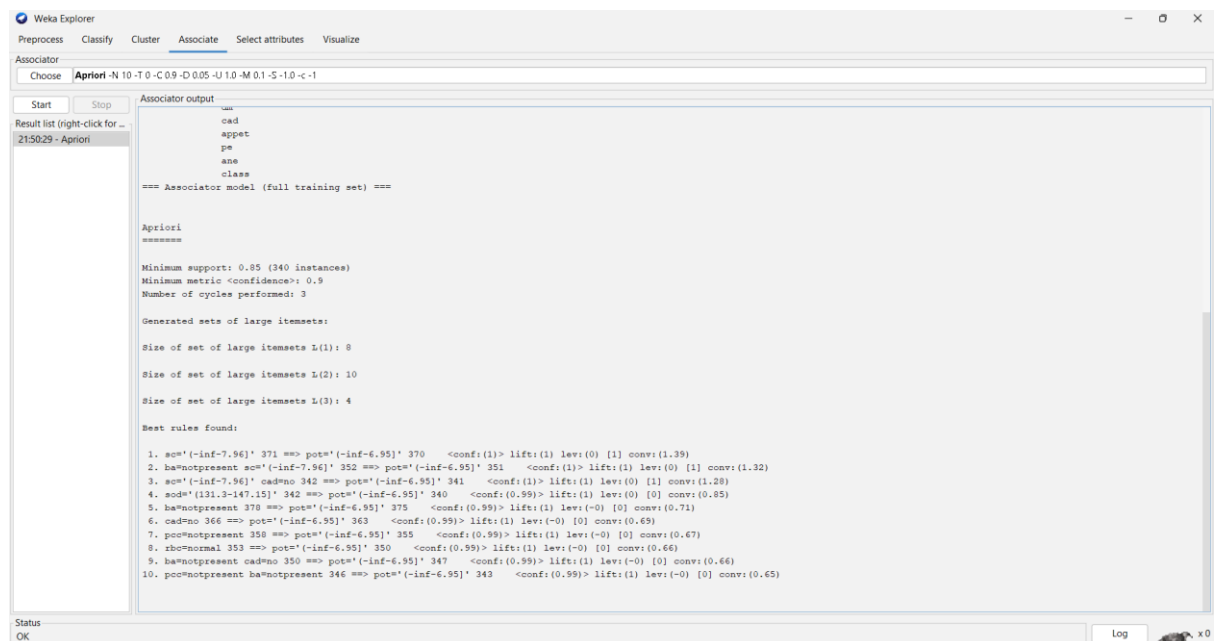 Weka Explorer
Preprocess Classify Cluster Associate Select attributes Visualize
Associator
Choose Apriori -N 10 -T 0 -C 0.9 -D 0.05 -U 1.0 -M 0.1 -S -1.0 -c -1
Start Stop
Result list (right-click for ...
21:50:29 - Apriori
Associator output
cad
appet
pe
ane
class
=== Associator model (full training set) ===
Apriori
=======
Minimum support: 0.85 (340 instances)
Minimum metric <confidence>: 0.9
Number of cycles performed: 3
Generated sets of large itemsets:
Size of set of large itemsets L(1): 8
Size of set of large itemsets L(2): 10
Size of set of large itemsets L(3): 4
Best rules found:
1. sc='(-inf-7.96]' 371 ==> pot='(-inf-6.95]' 370 <conf:(1)> lift:(1) lev:(0) [1] conv:(1.39)
2. ba=notpresent sc='(-inf-7.96]' 352 ==> pot='(-inf-6.95]' 351 <conf:(1)> lift:(1) lev:(0) [1] conv:(1.32)
3. sc='(-inf-7.96]' cad=no 342 ==> pot='(-inf-6.95]' 341 <conf:(1)> lift:(1) lev:(0) [1] conv:(1.28)
4. sod='(131.3-147.15]' 342 ==> pot='(-inf-6.95]' 340 <conf:(0.99)> lift:(1) lev:(0) [0] conv:(0.85)
5. ba=notpresent 378 ==> pot='(-inf-6.95]' 375 <conf:(0.99)> lift:(1) lev:(-0) [0] conv:(0.71)
6. cad=no 366 ==> pot='(-inf-6.95]' 363 <conf:(0.99)> lift:(1) lev:(-0) [0] conv:(0.69)
7. pcc=notpresent 358 ==> pot='(-inf-6.95]' 355 <conf:(0.99)> lift:(1) lev:(-0) [0] conv:(0.67)
8. rbc=normal 353 ==> pot='(-inf-6.95]' 350 <conf:(0.99)> lift:(1) lev:(-0) [0] conv:(0.66)
9. ba=notpresent cad=no 350 ==> pot='(-inf-6.95]' 347 <conf:(0.99)> lift:(1) lev:(-0) [0] conv:(0.66)
10. pcc=notpresent ba=notpresent 346 ==> pot='(-inf-6.95]' 343 <conf:(0.99)> lift:(1) lev:(-0) [0] conv:(0.65)
Status
OK
Log
x 0